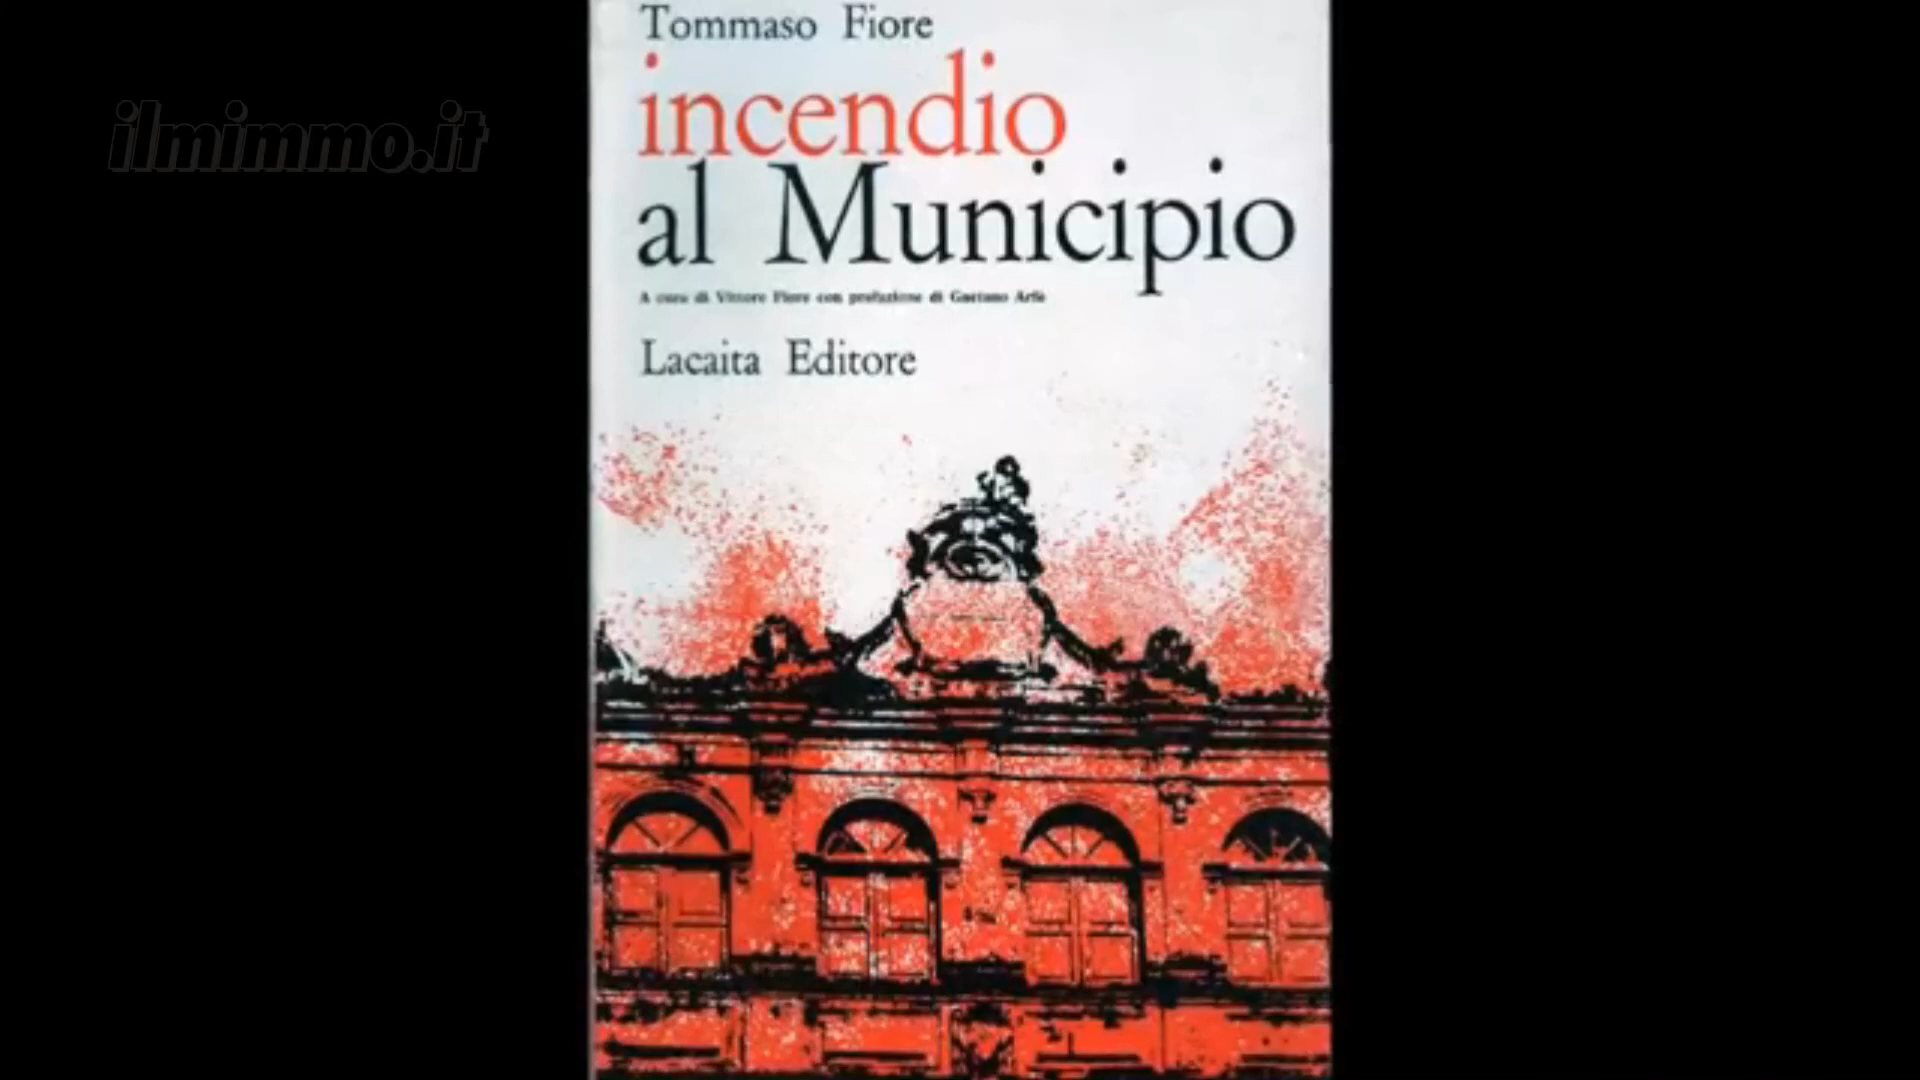 Tommaso Fiore
incendio
ilmimmo.it
al Municipio
A cura di Vittore Fiore con prefazione di Gaetano Arfè
Lacaita Editore